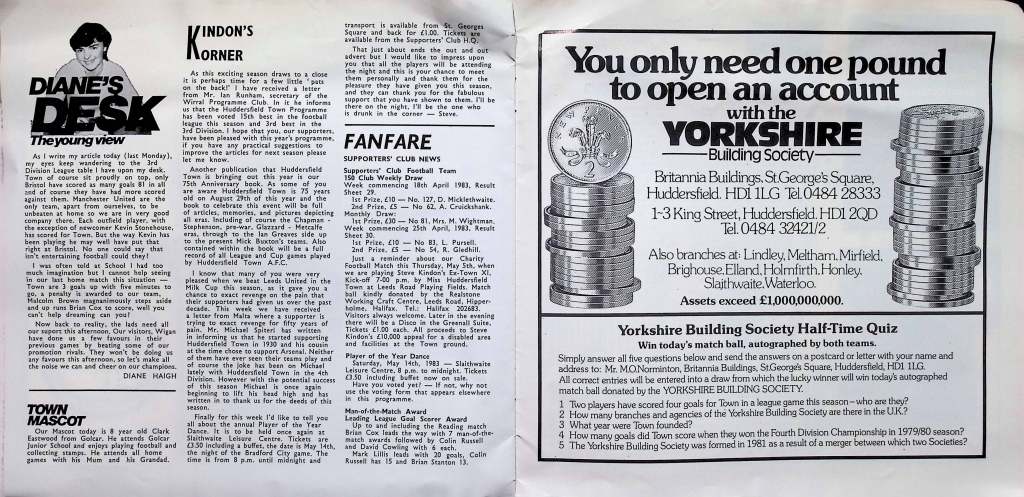 DIANE'S
DESK
The young view
As I write my article today (last Monday),
my eyes keep wandering to the 3rd
Division League table I have upon my desk.
Town of course sit proudly on top, only
Bristol have scored as many goals 81 in all
and of course they have had more scored
against them. Manchester United are the
only team, apart from ourselves, to be
unbeaten at home so we are in very good
company there. Each outfield player, with
the exception of newcomer Kevin Stonehouse,
has scored for Town. But the way Kevin has
been playing he may well have put that
right at Bristol. No one could say that
isn't entertaining football could they?
I was often told at School I had too
much imagination but I cannot help seeing
in our last home match this situation —
Town are 3 goals up with five minutes to
go, a penalty is awarded to our team,
Malcolm Brown magnanimously steps aside
and up runs Brian Cox to score, well you
can't help dreaming can you?
Now back to reality, the lads need all
our support this afternoon. Our visitors, Wigan
have done us a few favours in their
previous games by beating some of our
promotion rivals. They won't be doing us
any favours this afternoon, so let's make all
the noise we can and cheer on our champions.
DIANE HAIGH
TOWN
MASCOT
Our Mascot today is 8 year old Clark
Eastwood from Golcar. He attends Golcar
Junior School and enjoys playing football and
collecting stamps. He attends all home
games with his Mum and his Grandad.
KINDON'S
KORNER
As this exciting season draws to a close
it is perhaps time for a few little 'pats
on the back!' I have received a letter
from Mr. Ian Runham, secretary of the
Wirral Programme Club. In it he informs
us that the Huddersfield Town Programme
has been voted 15th best in the football
league this season and 3rd best in the
3rd Division. I hope that you, our supporters,
have been pleased with this year's programme,
if you have any practical suggestions to
improve the articles for next season please
let me know.
Another publication that Huddersfield
Town is bringing out this year is our
75th Anniversary book. As some of you
are aware Huddersfield Town is 75 years
old on August 29th of this year and the
book to celebrate this event will be full
of articles, memories, and pictures depicting
all eras. Including of course the Chapman -
Stephenson, pre-war, Glazzard - Metcalfe
eras, through to the Ian Greaves side up
to the present Mick Buxton's teams. Also
contained within the book will be a full
record of all League and Cup games played
by Huddersfield Town A.F.C.
I know that many of you were very
pleased when we beat Leeds United in the
Milk Cup this season, as it gave you a
chance to exact revenge on the pain that
their supporters had given us over the past
decade. This week we have received a
letter from Malta where a supporter is
trying to exact revenge for fifty years of
pain. Mr. Michael Spiteri has written
in informing us that he started supporting
Huddersfield Town in 1930 and his cousin
at the time chose to support Arsenal. Neither
of them have ever seen their teams play and
of course the joke has been on Michael
lately with Huddersfield Town in the 4th
Division. However with the potential success
of this season Michael is once again
beginning to lift his head high and has
written in to thank us for the deeds of this
season.
Finally for this week I'd like to tell you
all about the annual Player of the Year
Dance. It is to be held once again at
Slaithwaite Leisure Centre. Tickets are
£3.50 including a buffet, the date is May 14th,
the night of the Bradford City game. The
time is from 8 p.m. until midnight and
transport is available from St. Georges
Square and back for £1.00. Tickets are
available from the Supporters' Club H.Q.
That just about ends the out and out
advert but I would like to impress upon
you that all the players will be attending
the night and this is your chance to meet
them personally and thank them for the
pleasure they have given you this season,
and they can thank you for the fabulous
support that you have shown to them. I'll be
there on the night, I'll be the one who
is drunk in the corner — Steve.
FANFARE
SUPPORTERS' CLUB NEWS
Supporters' Club Football Team
150 Club Weekly Draw
Week commencing 18th April 1983, Result
Sheet 29.
1st Prize, £10 — No. 127, D. Micklethwaite.
2nd Prize, £5 — No. 62, A. Cruickshank.
Monthly Draw:
1st Prize, £30 — No. 81, Mrs. M. Wightman.
Week commencing 25th April, 1983, Result
Sheet 30.
1st Prize, £10 — No 83, L. Pursell.
2nd Prize, £5 — No 54, R. Gledhill.
Just a reminder about our Charity
Football Match this Thursday, May 5th, when
we are playing Steve Kindon's Ex-Town XI,
Kick-off 7-00 p.m. by Miss Huddersfield
Town at Leeds Road Playing Fields. Match
ball kindly donated by the Realstone
Working Craft Centre, Leeds Road, Hipper-
holme, Halifax. Tel.: Halifax 202683.
Visitors always welcome. Later in the evening
there will be a Disco in the Greenall Suite,
Tickets £1.00 each. All proceeds to Steve
Kindon's £10,000 appeal for a disabled area
and facilities at the Town ground.
Player of the Year Dance
Saturday, May 14th, 1983 — Slaithwaite
Leisure Centre, 8 p.m. to midnight. Tickets
£3.50 including buffet now on sale.
Have you voted yet? — If not, why not
use the voting form that appears elsewhere
in this programme.
Man-of-the-Match Award
Leading League Goal Scorer Award
Up to and including the Reading match
Brian Cox leads the way with 7 man-of-the
match awards followed by Colin Russell
and David Cowling with 6 each.
Mark Lillis leads with 20 goals, Colin
Russell has 15 and Brian Stanton 13.
You only need one pound
to open an account
with the
YORKSHIRE
Building Society
2
Britannia Buildings, St. George's Square,
Huddersfield. HD1 1LG Tel. 0484 28333
1-3 King Street, Huddersfield. HD1 2QD
Tel. 0484 32421/2
Also branches at: Lindley, Meltham, Mirfield,
Brighouse, Elland, Holmfirth, Honley,
Slaithwaite, Waterloo.
Assets exceed £1,000,000,000.
Yorkshire Building Society Half-Time Quiz
Win today's match ball, autographed by both teams.
Simply answer all five questions below and send the answers on a postcard or letter with your name and
address to: Mr. M.O. Norminton, Britannia Buildings, St. George's Square, Huddersfield, HD1 1LG.
All correct entries will be entered into a draw from which the lucky winner will win today's autographed
match ball donated by the YORKSHIRE BUILDING SOCIETY.
1 Two players have scored four goals for Town in a league game this season – who are they?
2 How many branches and agencies of the Yorkshire Building Society are there in the U.K.?
3 What year were Town founded?
4 How many goals did Town score when they won the Fourth Division Championship in 1979/80 season?
5 The Yorkshire Building Society was formed in 1981 as a result of a merger between which two Societies?